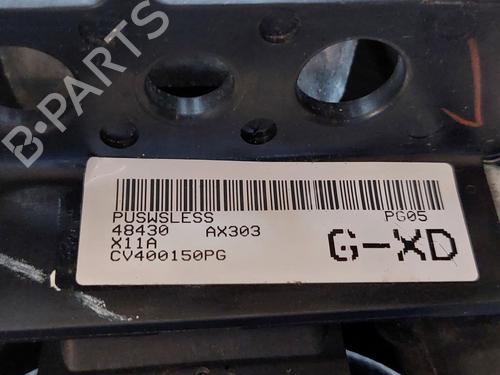 B-PARTS
PUSWSLESS PG05
48430 AX303
X11A
CV400150PG
G-XD